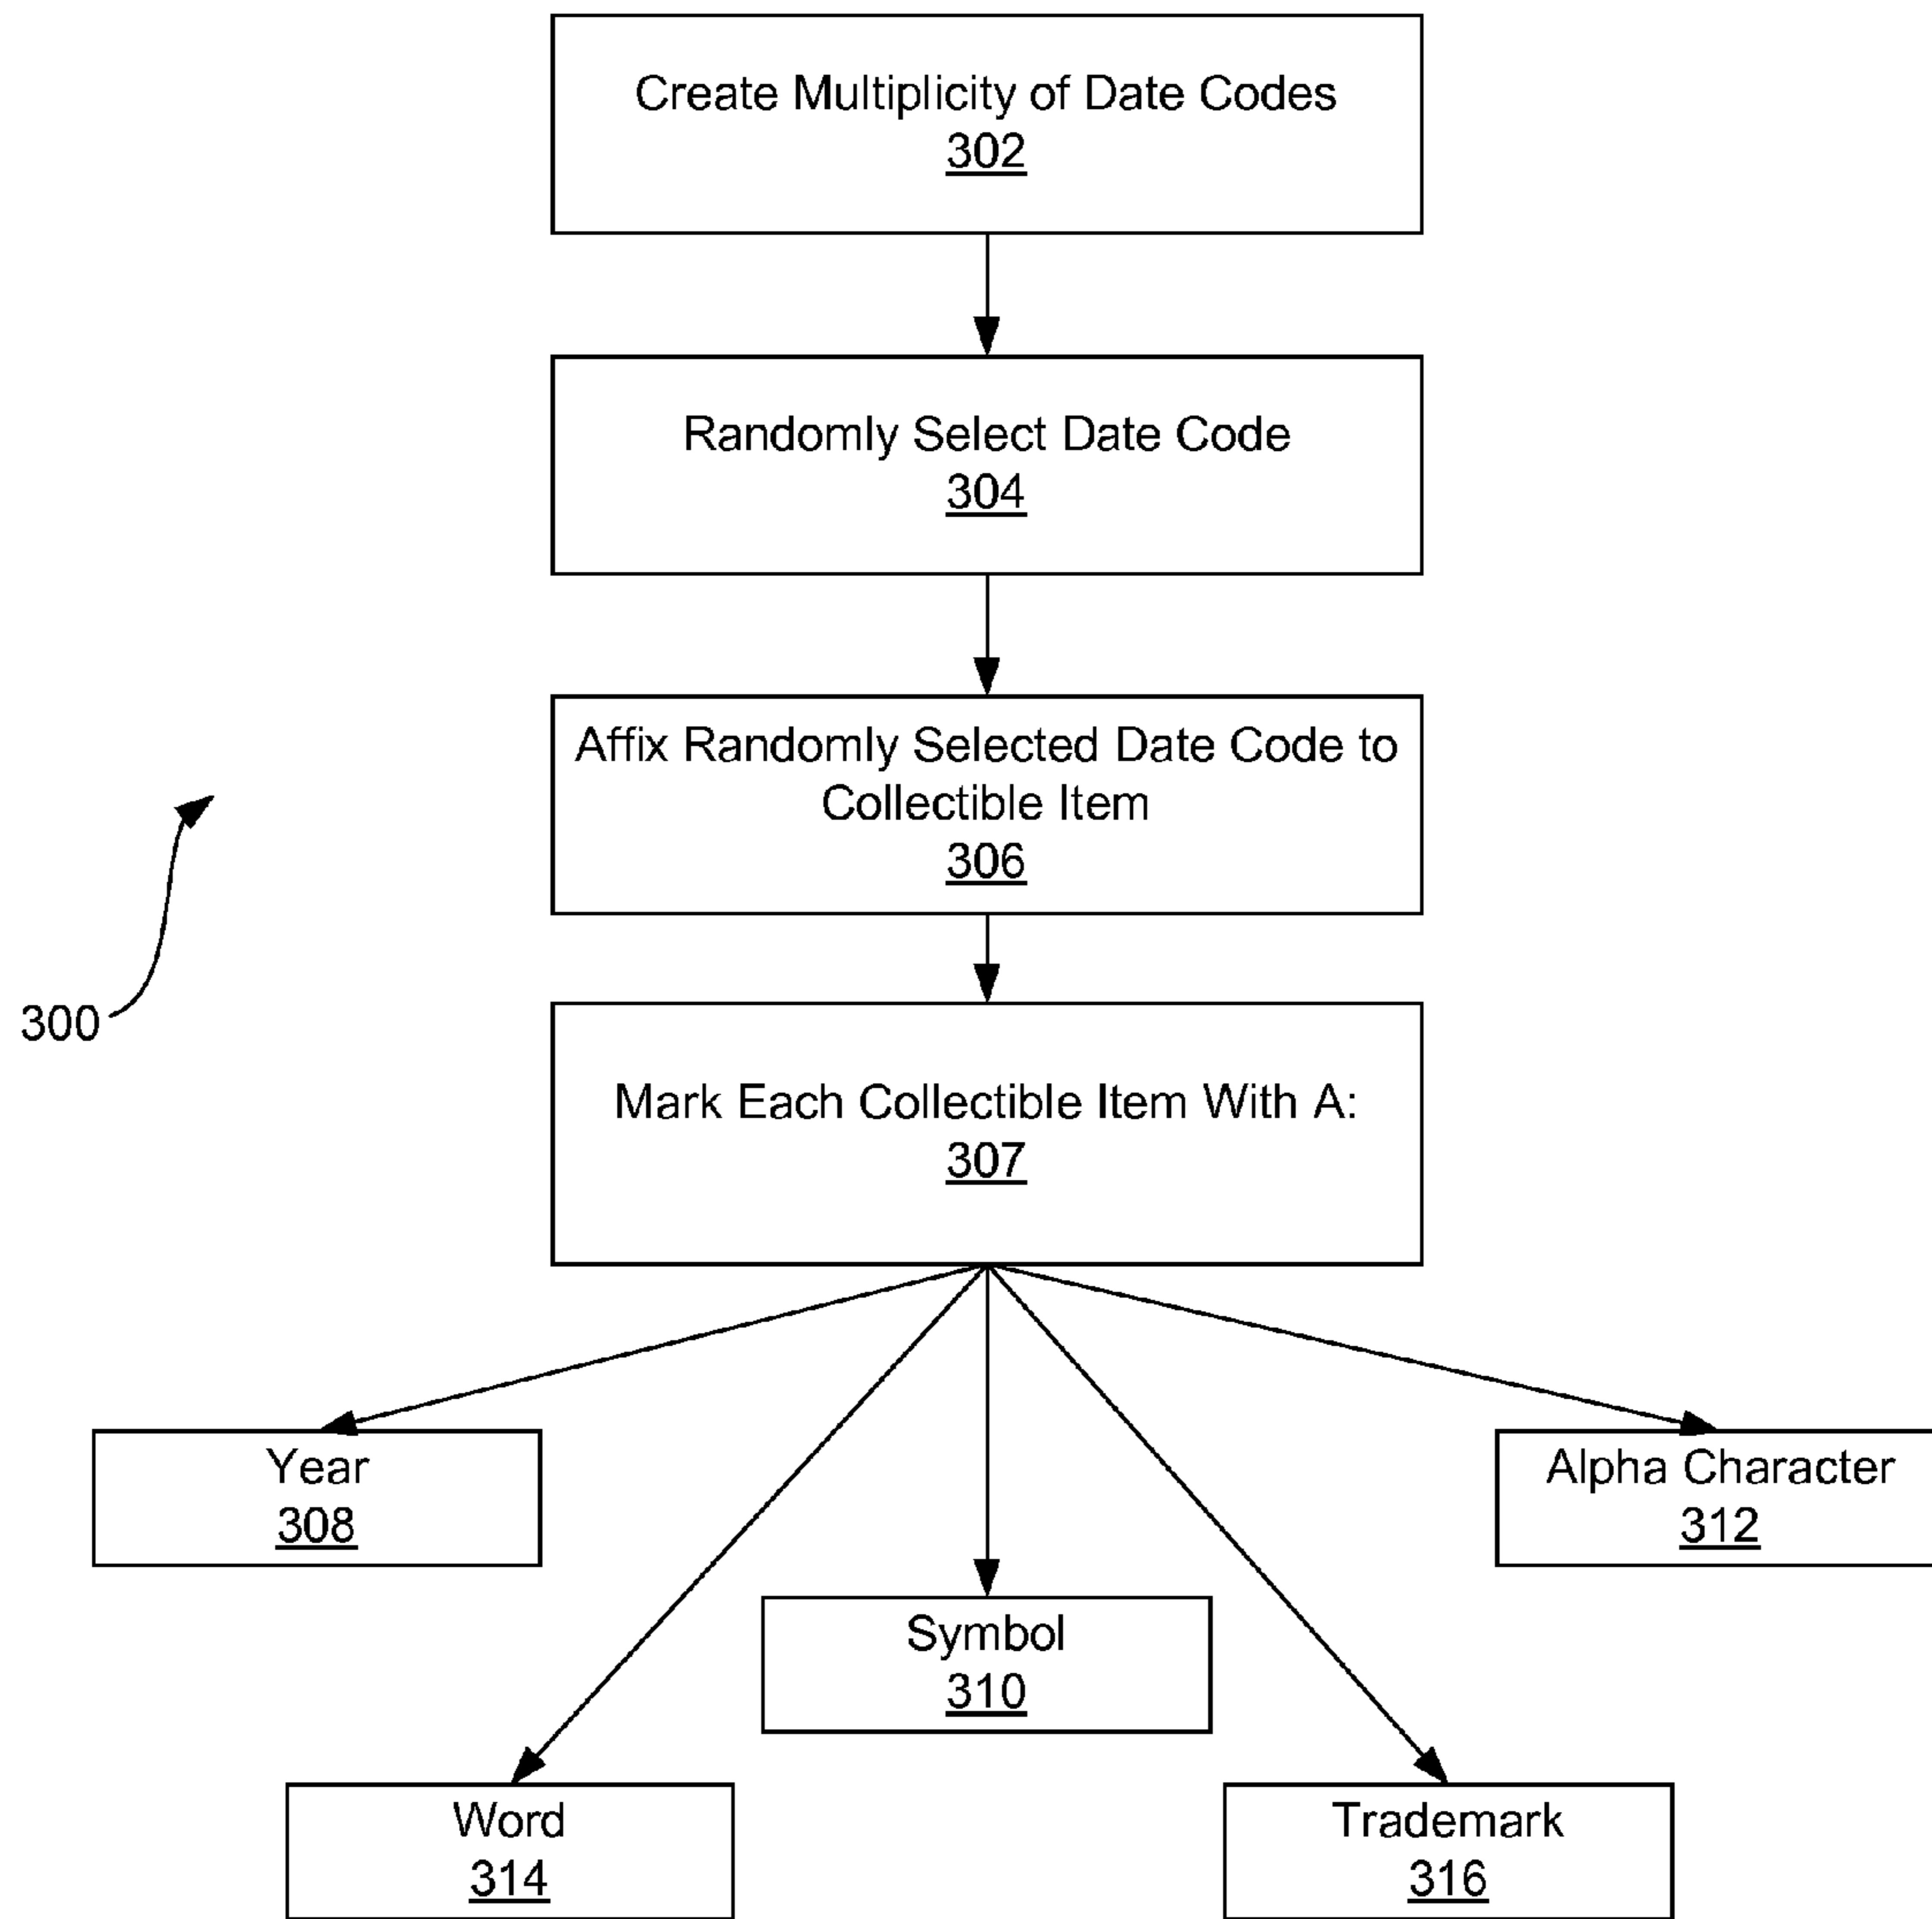 Create Multiplicity of Date Codes
302
Randomly Select Date Code
304
Affix Randomly Selected Date Code to
Collectible Item
306
300
Mark Each Collectible Item With A:
307
Year
308
Alpha Character
312
Symbol
310
Word
314
Trademark
316